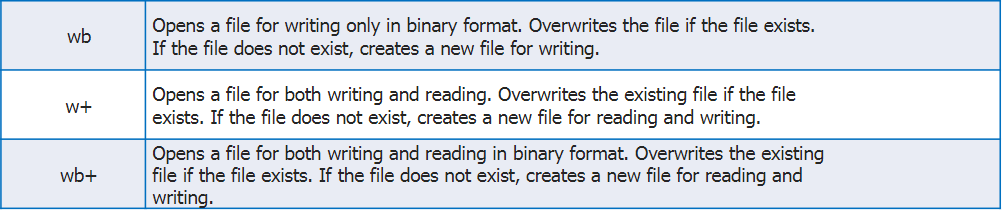 wb
Opens a file for writing only in binary format. Overwrites the file if the file exists.
If the file does not exist, creates a new file for writing.
w+
Opens a file for both writing and reading. Overwrites the existing file if the file
exists. If the file does not exist, creates a new file for reading and writing.
wb+
Opens a file for both writing and reading in binary format. Overwrites the existing
file if the file exists. If the file does not exist, creates a new file for reading and
writing.